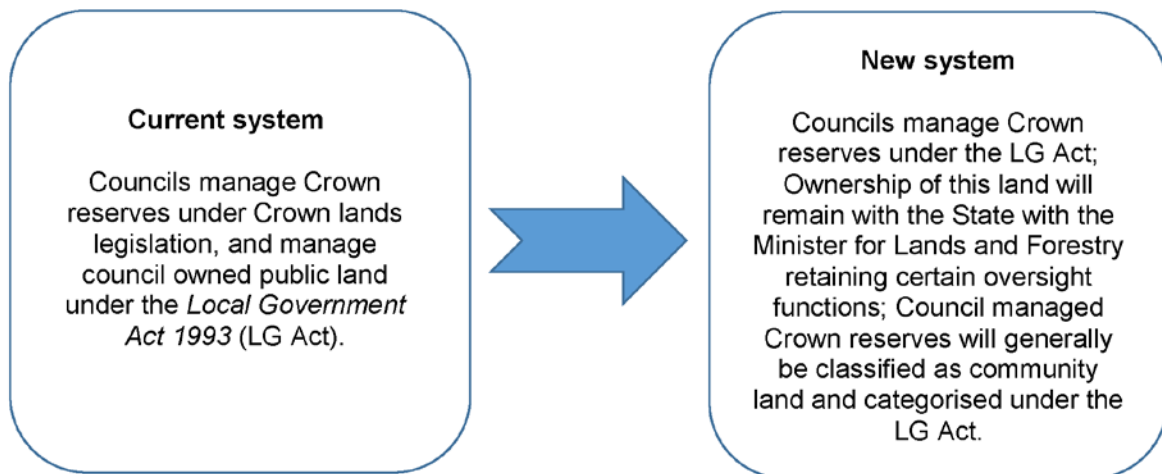 Current system
Councils manage Crown
reserves under Crown lands
legislation, and manage
council owned public land
under the Local Government
Act 1993 (LG Act).
New system
Councils manage Crown
reserves under the LG Act;
Ownership of this land will
remain with the State with the
Minister for Lands and Forestry
retaining certain oversight
functions; Council managed
Crown reserves will generally
be classified as community
land and categorised under the
LG Act.